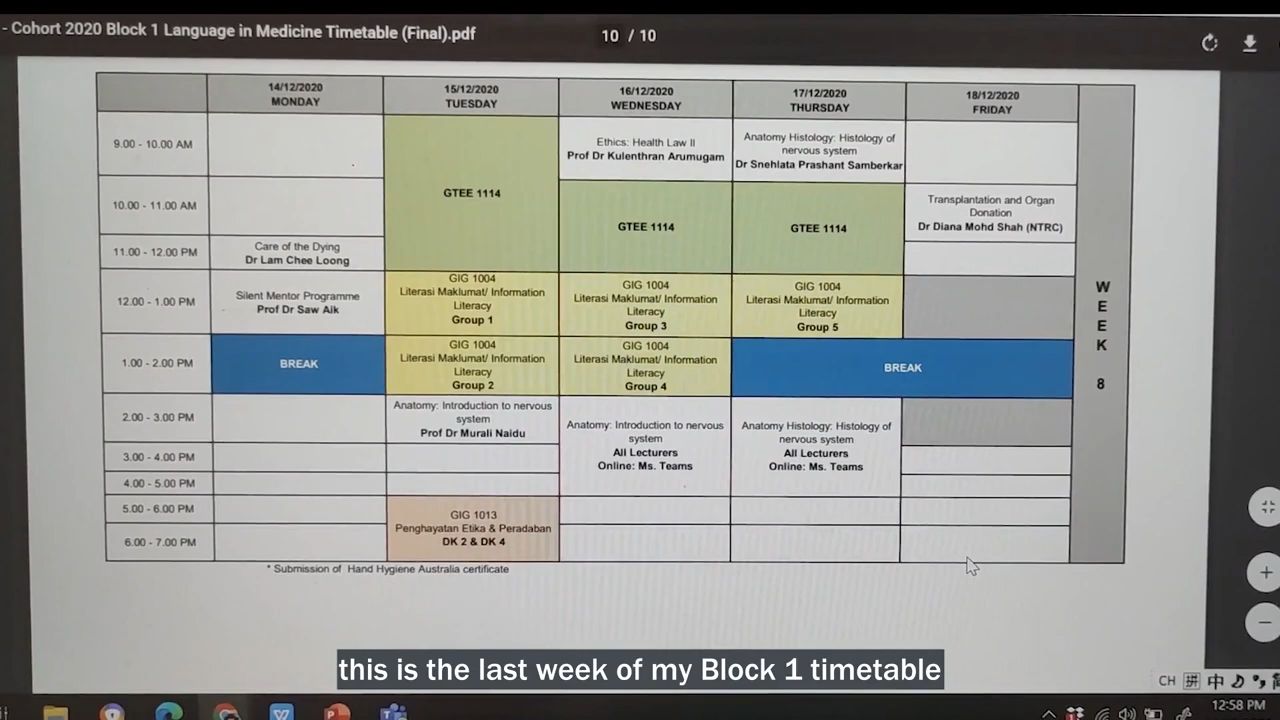 - Cohort 2020 Block 1 Language in Medicine Timetable (Final).pdf
10 / 10
14/12/2020
MONDAY
15/12/2020
TUESDAY
16/12/2020
WEDNESDAY
17/12/2020
THURSDAY
18/12/2020
FRIDAY
9.00 - 10.00 AM
GTEE 1114
Ethics: Health Law II
Prof Dr Kulenthran Arumugam
Anatomy Histology: Histology of
nervous system
Dr Snehlata Prashant Samberkar
10.00 - 11.00 AM
GTEE 1114
GTEE 1114
Transplantation and Organ
Donation
Dr Diana Mohd Shah (NTRC)
11.00 - 12.00 PM
Care of the Dying
Dr Lam Chee Loong
12.00 - 1.00 PM
Silent Mentor Programme
Prof Dr Saw Aik
GIG 1004
Literasi Maklumat/ Information
Literacy
Group 1
GIG 1004
Literasi Maklumat/ Information
Literacy
Group 3
GIG 1004
Literasi Maklumat/ Information
Literacy
Group 5
1.00 - 2.00 PM
BREAK
GIG 1004
Literasi Maklumat/ Information
Literacy
Group 2
GIG 1004
Literasi Maklumat/ Information
Literacy
Group 4
BREAK
2.00 - 3.00 PM
Anatomy: Introduction to nervous
system
Prof Dr Murali Naidu
Anatomy: Introduction to nervous
system
All Lecturers
Online: Ms. Teams
Anatomy Histology: Histology of
nervous system
All Lecturers
Online: Ms. Teams
3.00 - 4.00 PM
4.00 - 5.00 PM
5.00 - 6.00 PM
GIG 1013
Penghayatan Etika & Peradaban
DK 2 & DK 4
6.00 - 7.00 PM
W
E
E
K
8
* Submission of Hand Hygiene Australia certificate
this is the last week of my Block 1 timetable
CH 拼 中
12:58 PM